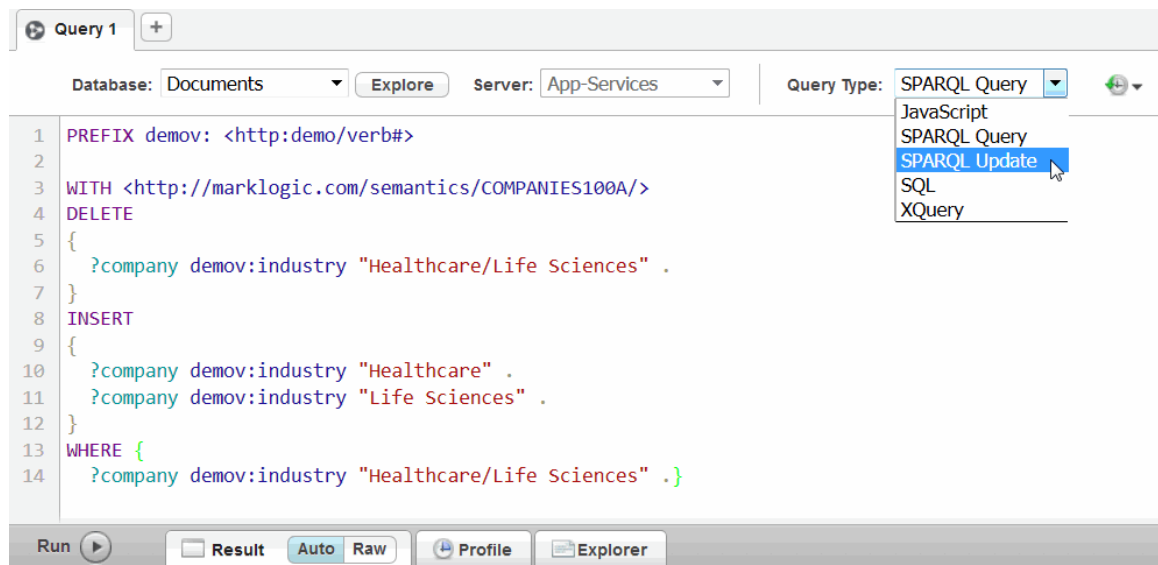 Query 1 +
Database: Documents Explore Server: App-Services Query Type: SPARQL Query
JavaScript
SPARQL Query
SPARQL Update
SQL
XQuery
1 PREFIX demov: <http:demo/verb#>
2
3 WITH <http://marklogic.com/semantics/COMPANIES100A/>
4 DELETE
5 {
6 ?company demov:industry "Healthcare/Life Sciences" .
7 }
8 INSERT
9 {
10 ?company demov:industry "Healthcare" .
11 ?company demov:industry "Life Sciences" .
12 }
13 WHERE {
14 ?company demov:industry "Healthcare/Life Sciences" .}
Run Result Auto Raw Profile Explorer